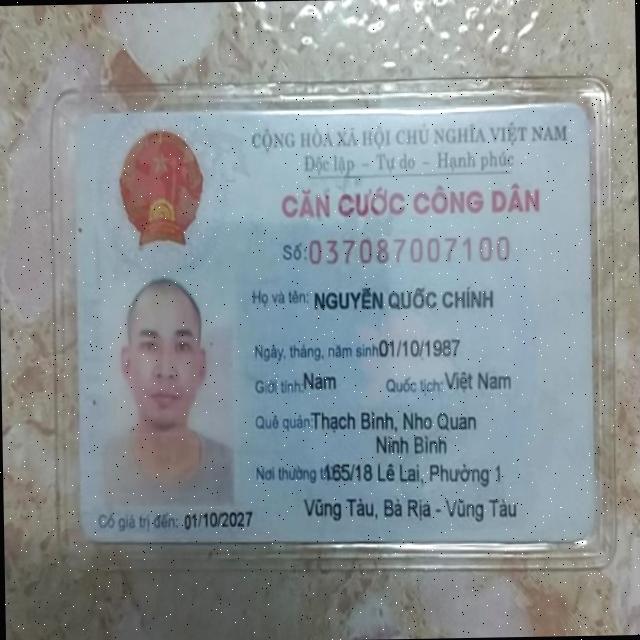 CỘNG HÒA XÃ HỘI CHỦ NGHĨA VIỆT NAM
Độc lập - Tự do - Hạnh phúc
CĂN CƯỚC CÔNG DÂN
Số: 037087007100
Họ và tên: NGUYỄN QUỐC CHÍNH
Ngày, tháng, năm sinh: 01/10/1987
Giới tính: Nam Quốc tịch: Việt Nam
Quê quán: Thạch Bình, Nho Quan
Ninh Bình
Nơi thường trú: 165/18 Lê Lai, Phường 1
Vũng Tàu, Bà Rịa - Vũng Tàu
Có giá trị đến: 01/10/2027